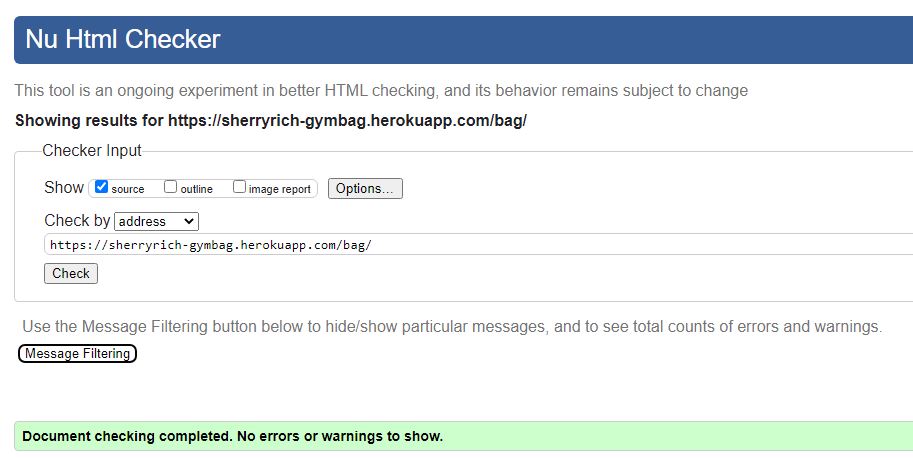 Nu Html Checker
This tool is an ongoing experiment in better HTML checking, and its behavior remains subject to change
Showing results for https://sherryrich-gymbag.herokuapp.com/bag/
Checker Input
Show source outline image report Options...
Check by address
https://sherryrich-gymbag.herokuapp.com/bag/
Check
Use the Message Filtering button below to hide/show particular messages, and to see total counts of errors and warnings.
Message Filtering
Document checking completed. No errors or warnings to show.